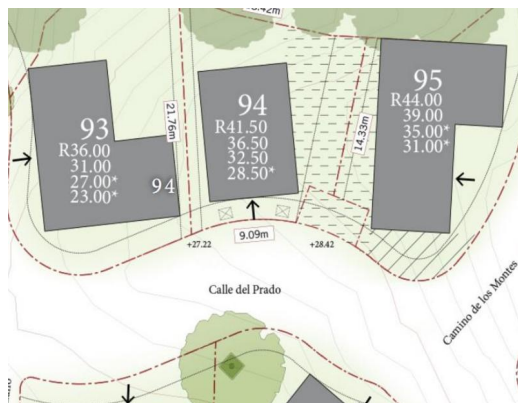 93
R36.00
31.00
27.00*
23.00*
94
21.76m
94
R41.50
36.50
32.50
28.50*
14.33m
95
R44.00
39.00
35.00*
31.00*
+27.22
9.09m
+28.42
Calle del Prado
Camino de los Montes